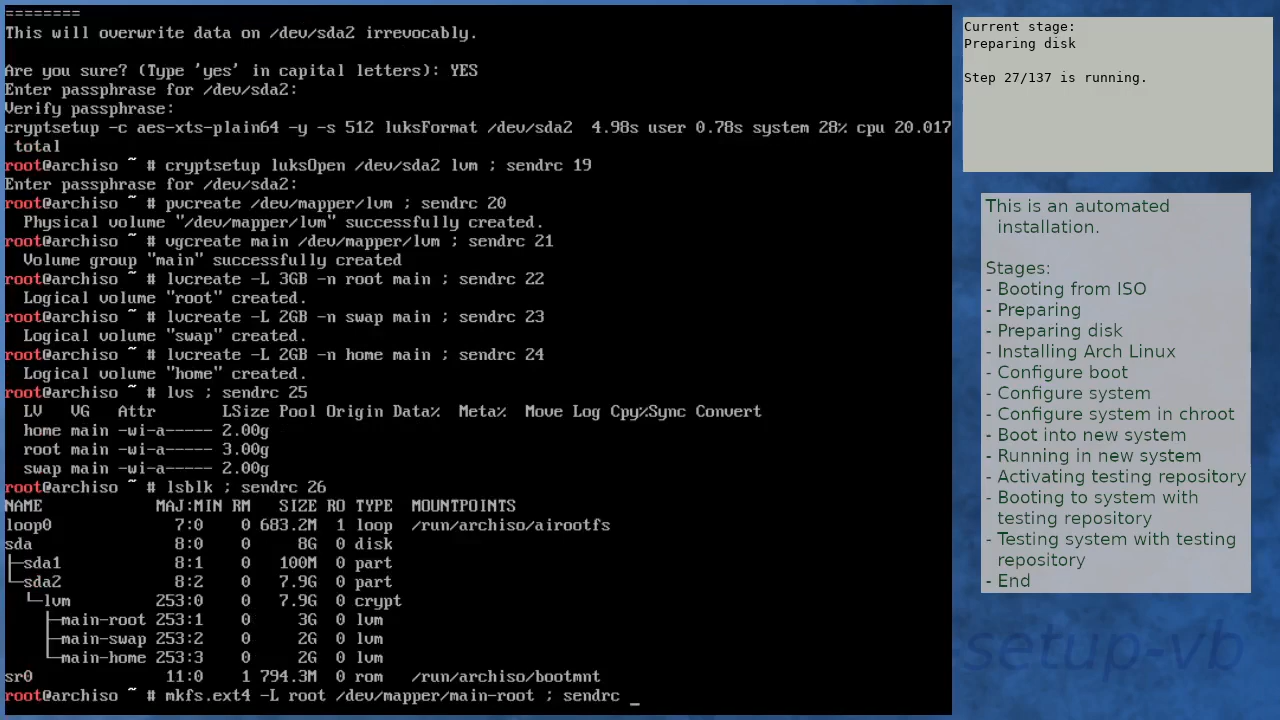 ========
This will overwrite data on /dev/sda2 irrevocably.
Are you sure? (Type 'yes' in capital letters): YES
Enter passphrase for /dev/sda2:
Verify passphrase:
cryptsetup -c aes-xts-plain64 -y -s 512 luksFormat /dev/sda2  4.98s user 0.78s system 28% cpu 20.017
 total
root@archiso ~ # cryptsetup luksOpen /dev/sda2 lvm ; sendrc 19
Enter passphrase for /dev/sda2:
root@archiso ~ # pvcreate /dev/mapper/lvm ; sendrc 20
  Physical volume "/dev/mapper/lvm" successfully created.
root@archiso ~ # vgcreate main /dev/mapper/lvm ; sendrc 21
  Volume group "main" successfully created
root@archiso ~ # lvcreate -L 3GB -n root main ; sendrc 22
  Logical volume "root" created.
root@archiso ~ # lvcreate -L 2GB -n swap main ; sendrc 23
  Logical volume "swap" created.
root@archiso ~ # lvcreate -L 2GB -n home main ; sendrc 24
  Logical volume "home" created.
root@archiso ~ # lvs ; sendrc 25
  LV   VG   Attr       LSize Pool Origin Data%  Meta%  Move Log Cpy%Sync Convert
  home main -wi-a----- 2.00g
  root main -wi-a----- 3.00g
  swap main -wi-a----- 2.00g
root@archiso ~ # lsblk ; sendrc 26
NAME            MAJ:MIN RM   SIZE RO TYPE  MOUNTPOINTS
loop0             7:0    0 683.2M  1 loop  /run/archiso/airootfs
sda               8:0    0     8G  0 disk
├─sda1            8:1    0   100M  0 part
└─sda2            8:2    0   7.9G  0 part
  └─lvm         253:0    0   7.9G  0 crypt
    ├─main-root 253:1    0     3G  0 lvm
    ├─main-swap 253:2    0     2G  0 lvm
    └─main-home 253:3    0     2G  0 lvm
sr0              11:0    1 794.3M  0 rom   /run/archiso/bootmnt
root@archiso ~ # mkfs.ext4 -L root /dev/mapper/main-root ; sendrc _
Current stage:
Preparing disk
Step 27/137 is running.
This is an automated
installation.
Stages:
- Booting from ISO
- Preparing
- Preparing disk
- Installing Arch Linux
- Configure boot
- Configure system
- Configure system in chroot
- Boot into new system
- Running in new system
- Activating testing repository
- Booting to system with
testing repository
- Testing system with testing
repository
- End
-setup-vb